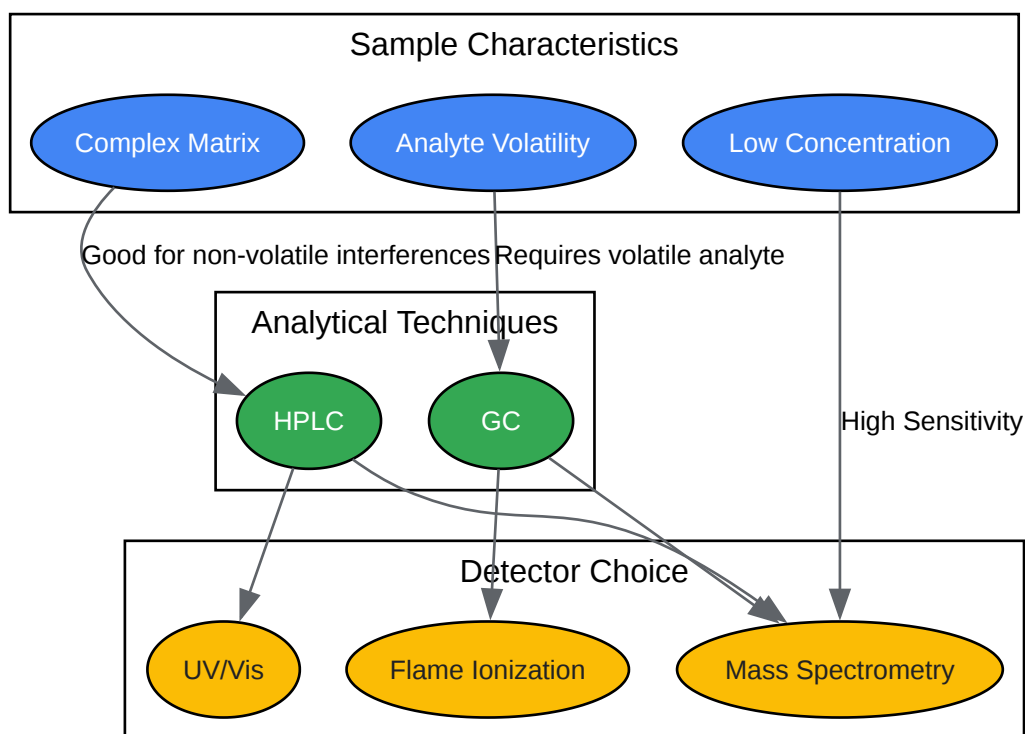 Sample Characteristics
Complex Matrix
Analyte Volatility
Low Concentration
Good for non-volatile interferences
Requires volatile analyte
Analytical Techniques
HPLC
GC
High Sensitivity
Detector Choice
UV/Vis
Flame Ionization
Mass Spectrometry